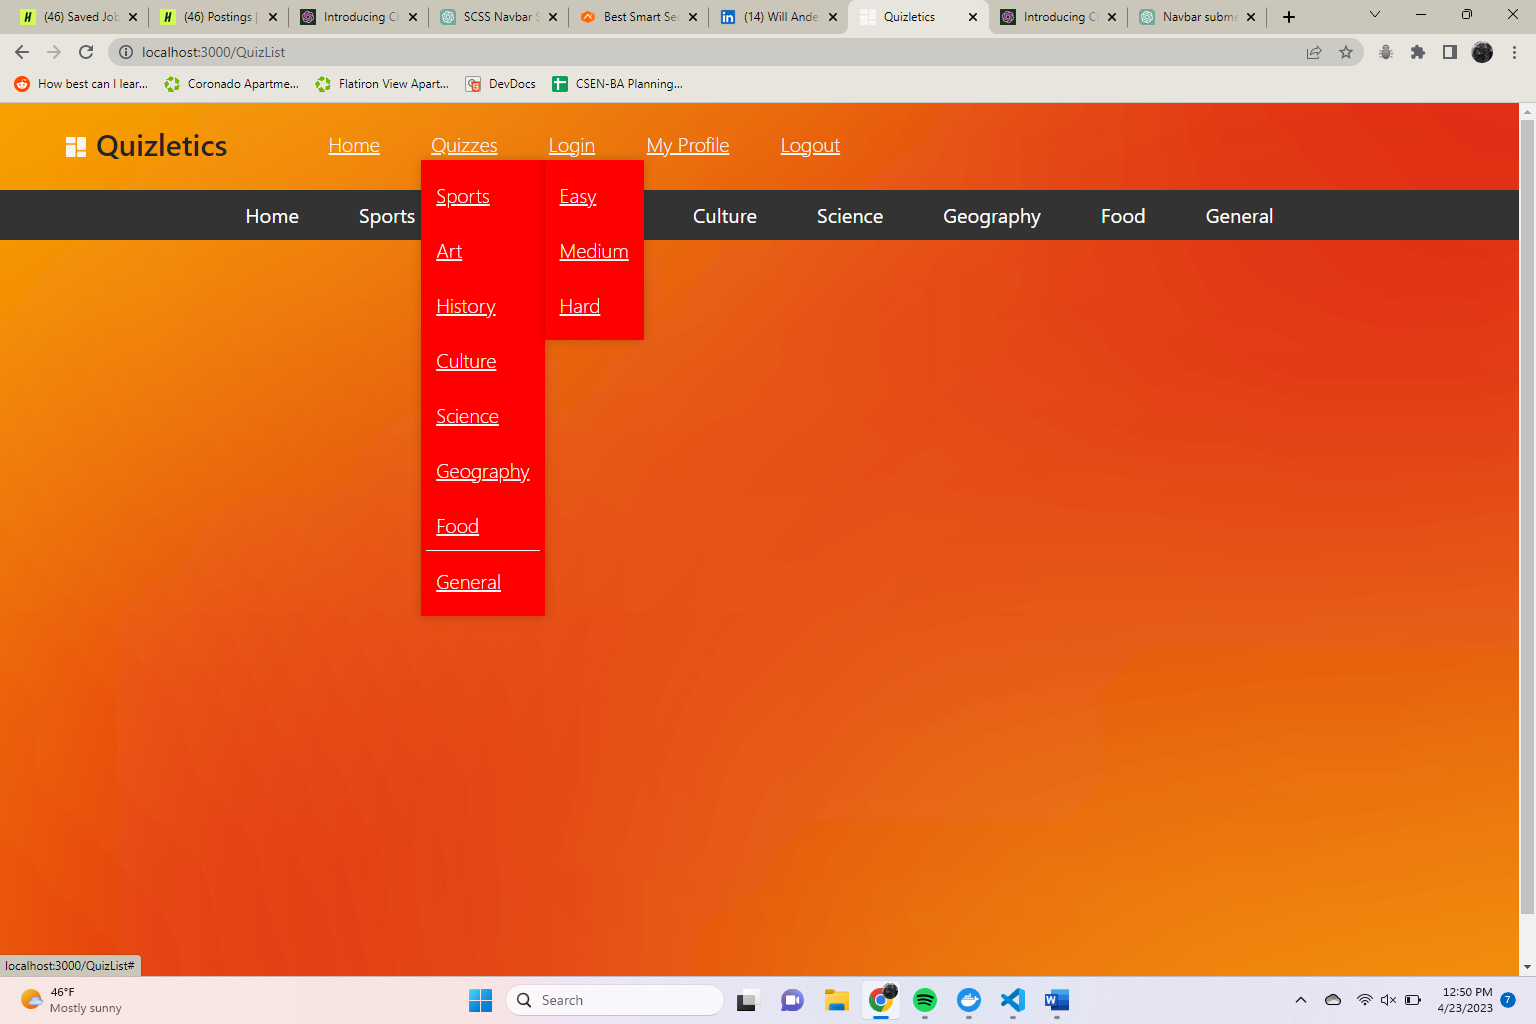 (46) Saved Job
(46) Postings |
Introducing Ch
SCSS Navbar S
Best Smart Sec
(14) Will Ande
Quizletics
Introducing Ch
Navbar subme
localhost:3000/QuizList
How best can I lear...
Coronado Apartme...
Flatiron View Apart...
DevDocs
CSEN-BA Planning...
Quizletics
Home
Quizzes
Login
My Profile
Logout
Sports
Easy
Home
Sports
Culture
Science
Geography
Food
General
Art
Medium
History
Hard
Culture
Science
Geography
Food
General
localhost:3000/QuizList#
46°F
Mostly sunny
Search
12:50 PM
4/23/2023
7